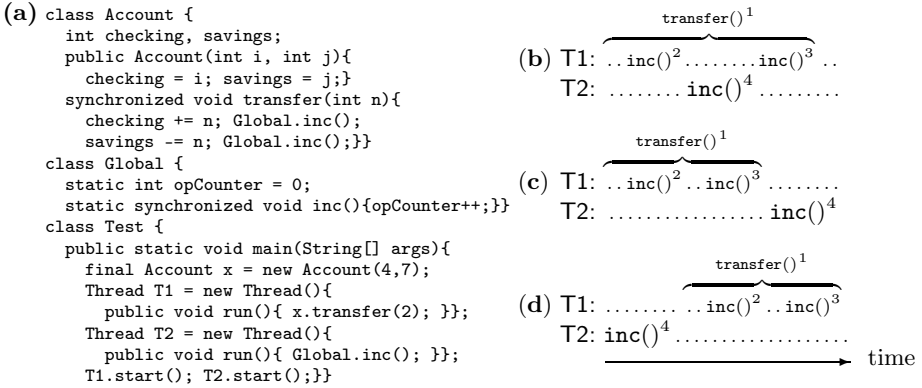 (a) class Account {
int checking, savings;
public Account(int i, int j){
checking = i; savings = j;}
synchronized void transfer(int n){
checking += n; Global.inc();
savings -= n; Global.inc();}}
class Global {
static int opCounter = 0;
static synchronized void inc(){opCounter++;}}
class Test {
public static void main(String[] args){
final Account x = new Account(4,7);
Thread T1 = new Thread(){
public void run(){ x.transfer(2); }};
Thread T2 = new Thread(){
public void run(){ Global.inc(); }};
T1.start(); T2.start();}}
transfer()¹
(b) T1: ..inc()²........inc()³ ..
T2: ........ inc()⁴ .........
transfer()¹
(c) T1: ..inc()²..inc()³ ........
T2: ................. inc()⁴
transfer()¹
(d) T1: ........ ..inc()²..inc()³
T2: inc()⁴ ...................
time